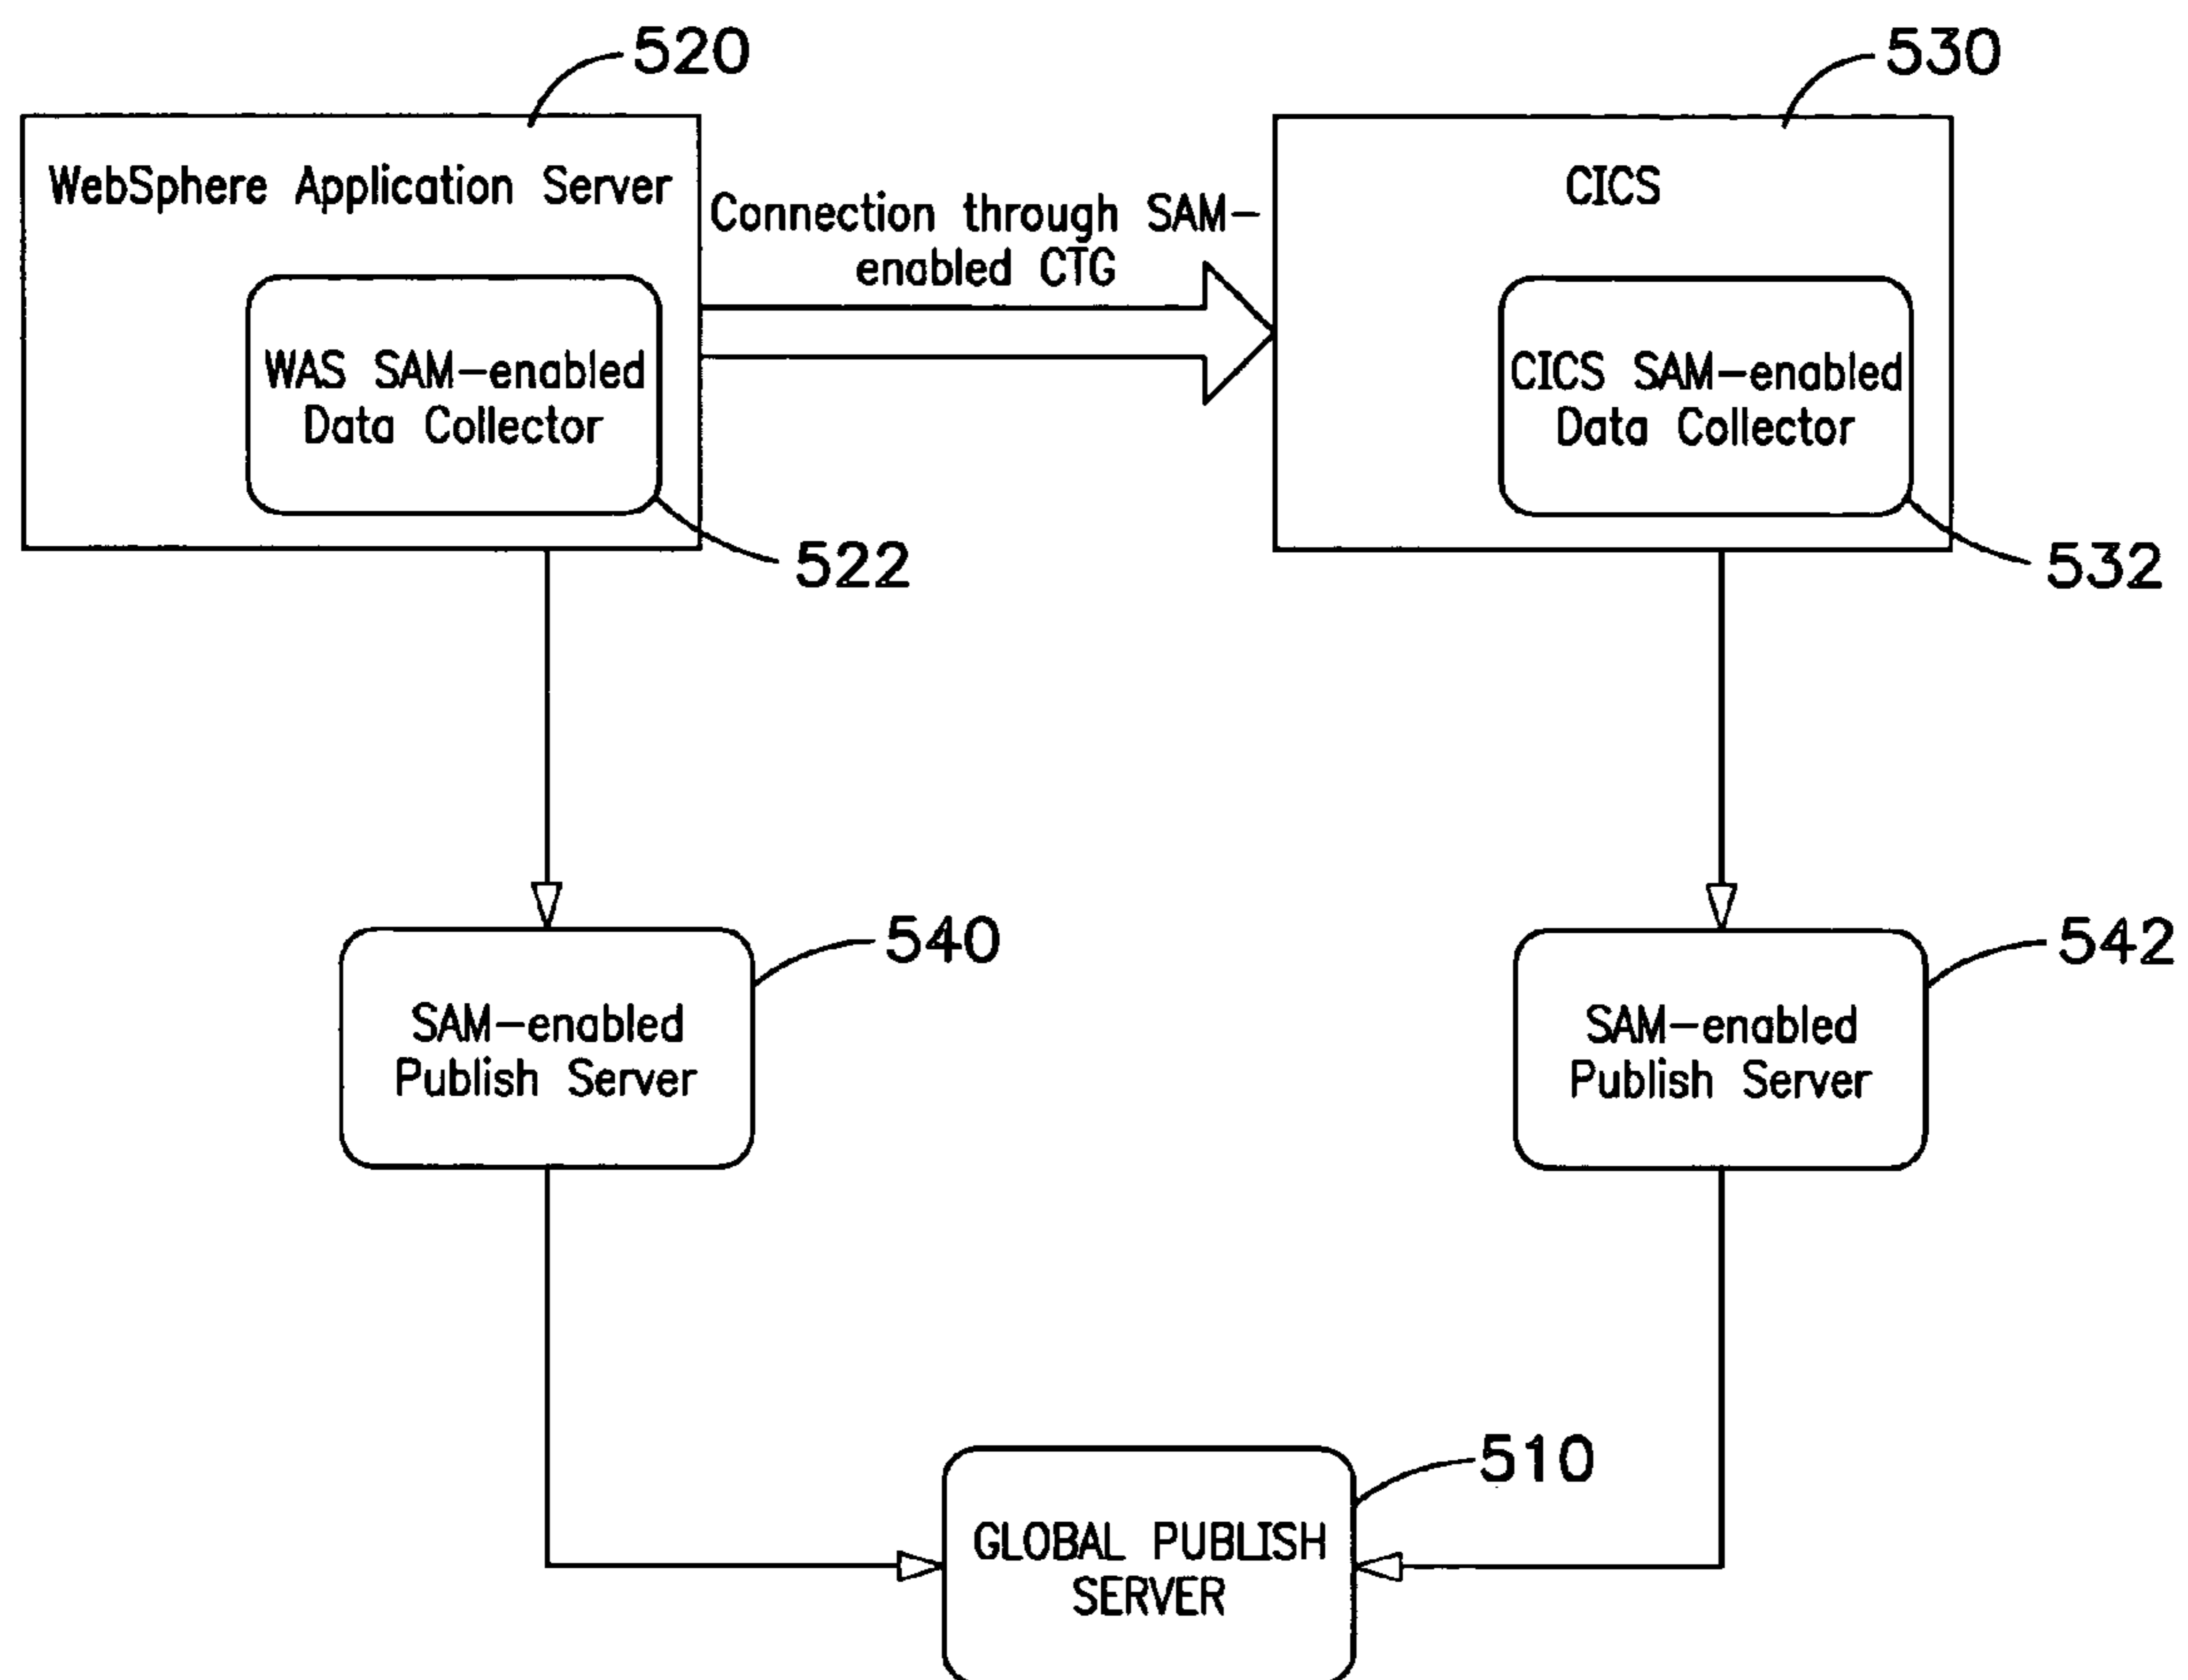 520
530
WebSphere Application Server
CICS
Connection through SAM-
enabled CTG
WAS SAM-enabled
Data Collector
CICS SAM-enabled
Data Collector
522
532
540
542
SAM-enabled
Publish Server
SAM-enabled
Publish Server
510
GLOBAL PUBLISH
SERVER